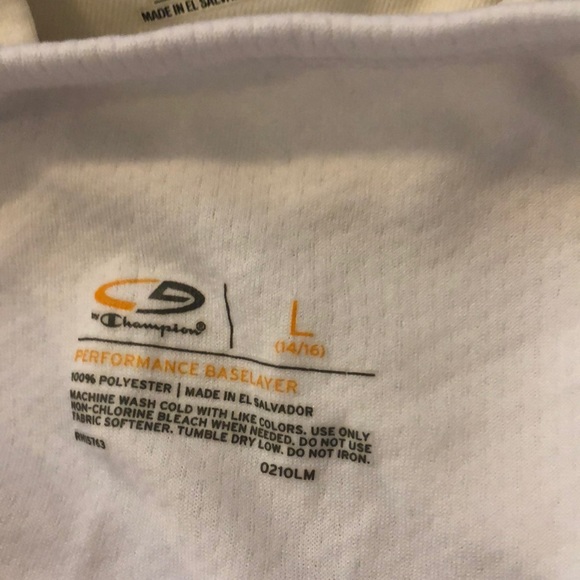 MADE IN EL SALVADOR
C9
BY Champion®
L
(14/16)
PERFORMANCE BASELAYER
100% POLYESTER | MADE IN EL SALVADOR
MACHINE WASH COLD WITH LIKE COLORS. USE ONLY
NON-CHLORINE BLEACH WHEN NEEDED. DO NOT USE
FABRIC SOFTENER. TUMBLE DRY LOW. DO NOT IRON.
0210LM